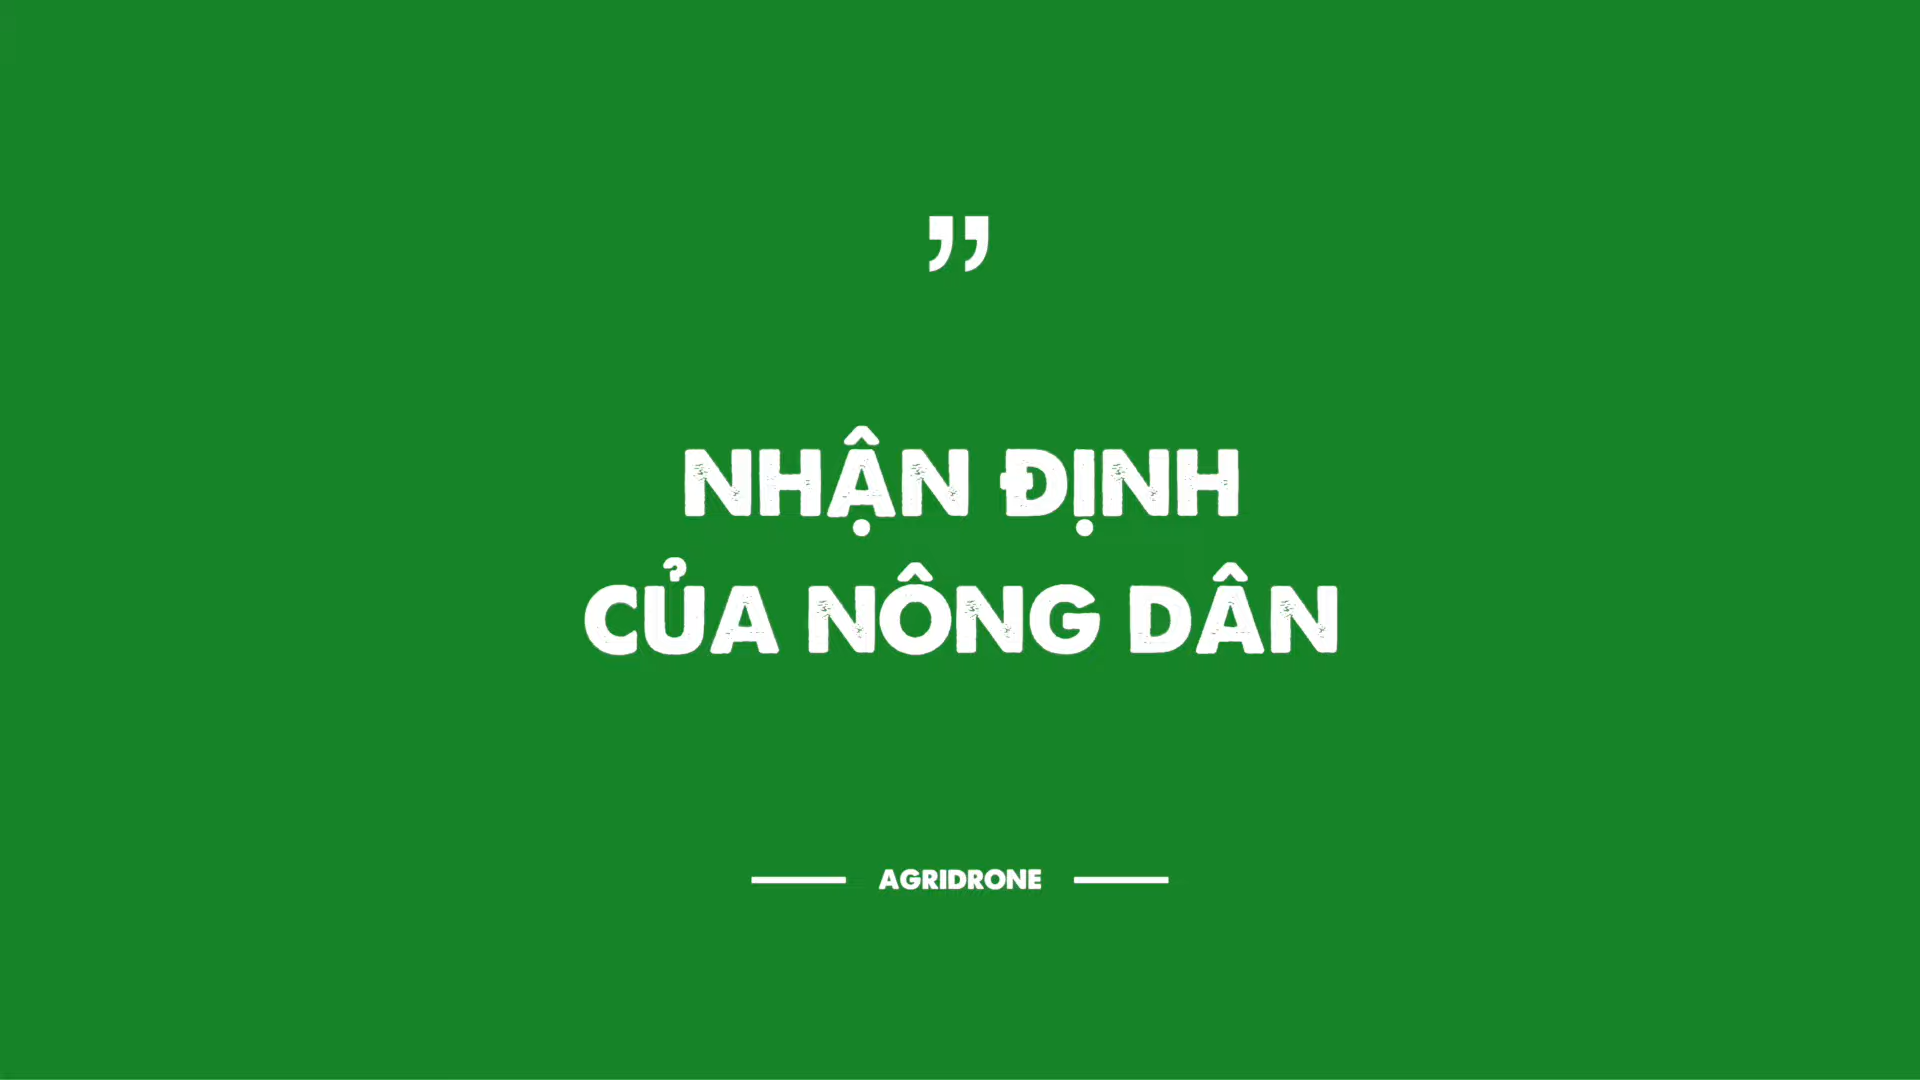 ”
NHẬN ĐỊNH
CỦA NÔNG DÂN
AGRIDRONE